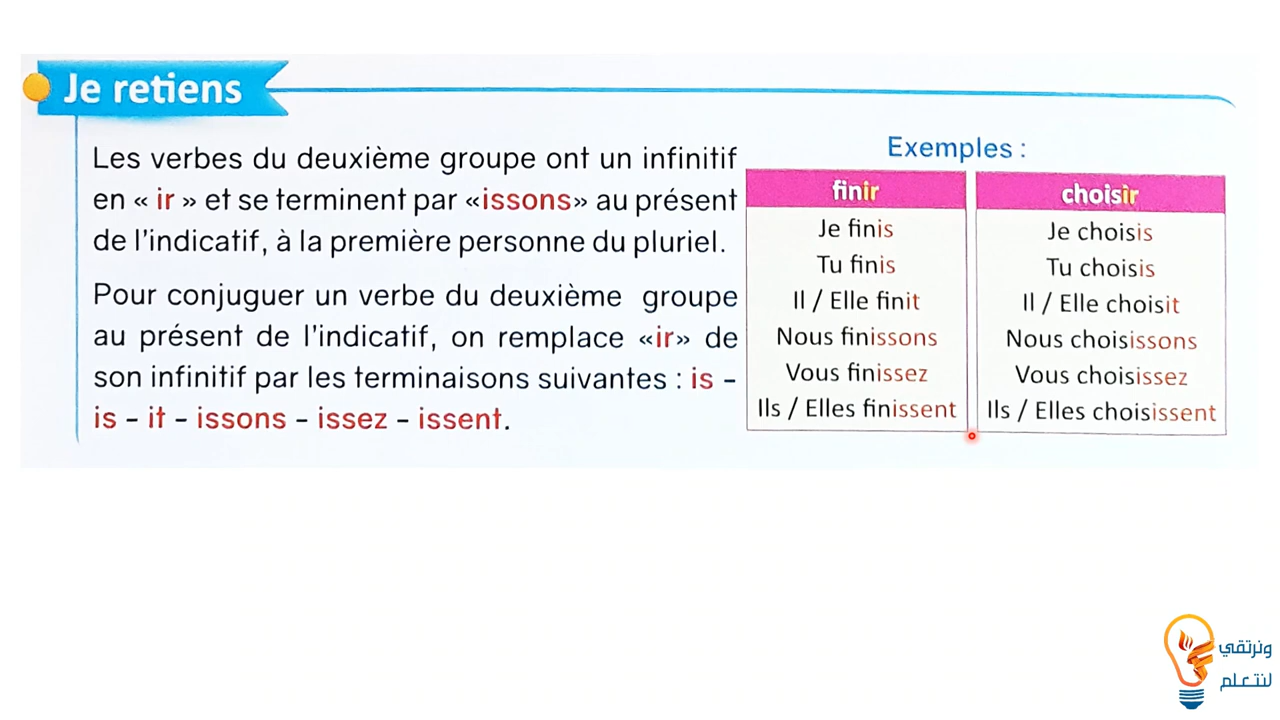 Je retiens
Les verbes du deuxième groupe ont un infinitif
en « ir » et se terminent par «issons» au présent
de l'indicatif, à la première personne du pluriel.
Pour conjuguer un verbe du deuxième groupe
au présent de l'indicatif, on remplace «ir» de
son infinitif par les terminaisons suivantes : is –
is – it – issons – issez – issent.
Exemples :
finir
Je finis
Tu finis
Il / Elle finit
Nous finissons
Vous finissez
Ils / Elles finissent
choisir
Je choisis
Tu choisis
Il / Elle choisit
Nous choisissons
Vous choisissez
Ils / Elles choisissent
ونرتقي
لنتعلم